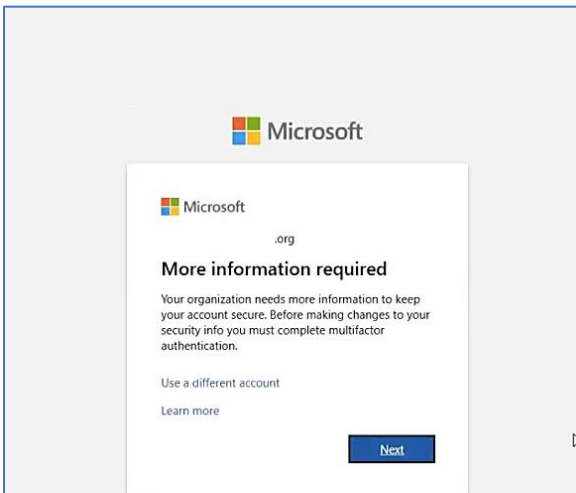 Microsoft
Microsoft
.org
More information required
Your organization needs more information to keep
your account secure. Before making changes to your
security info you must complete multifactor
authentication.
Use a different account
Learn more
Next